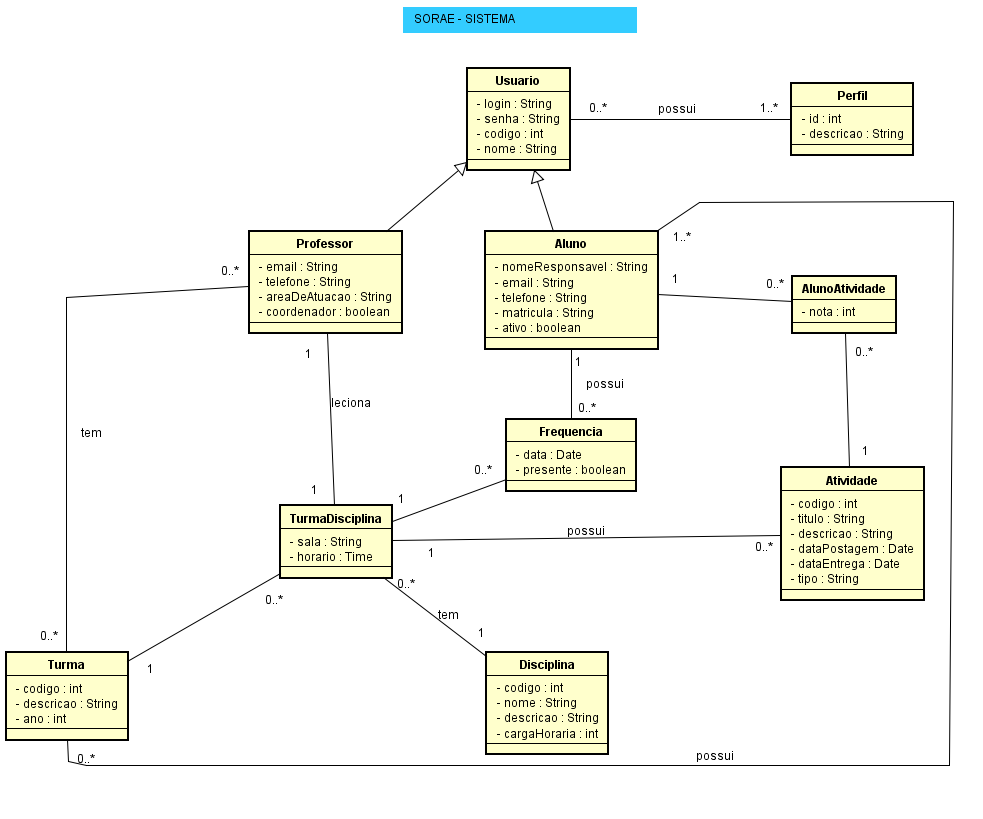 SORAE - SISTEMA
Usuario
- login : String
- senha : String
- codigo : int
- nome : String
0..*
possui
1..*
Perfil
- id : int
- descricao : String
Professor
- email : String
- telefone : String
- areaDeAtuacao : String
- coordenador : boolean
0..*
1
Aluno
- nomeResponsavel : String
- email : String
- telefone : String
- matricula : String
- ativo : boolean
1..*
1
0..*
AlunoAtividade
- nota : int
0..*
1
possui
0..*
leciona
tem
Frequencia
- data : Date
- presente : boolean
0..*
1
1
1
Atividade
- codigo : int
- titulo : String
- descricao : String
- dataPostagem : Date
- dataEntrega : Date
- tipo : String
TurmaDisciplina
- sala : String
- horario : Time
possui
1
0..*
0..*
0..*
tem
1
0..*
1
Turma
- codigo : int
- descricao : String
- ano : int
0..*
Disciplina
- codigo : int
- nome : String
- descricao : String
- cargaHoraria : int
possui